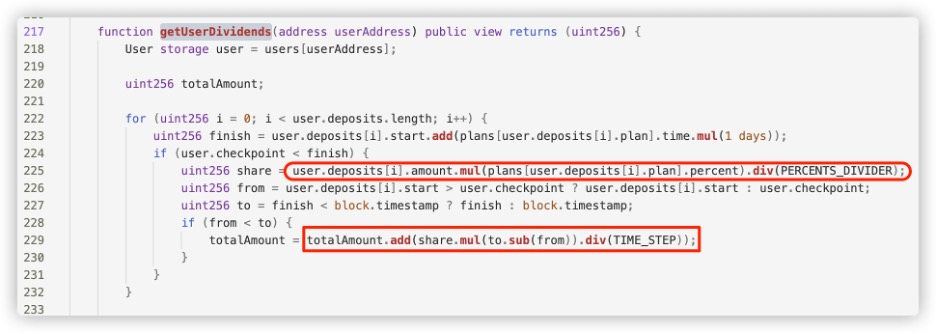 217 function getUserDividends(address userAddress) public view returns (uint256) {
218 User storage user = users[userAddress];
219
220 uint256 totalAmount;
221
222 for (uint256 i = 0; i < user.deposits.length; i++) {
223 uint256 finish = user.deposits[i].start.add(plans[user.deposits[i].plan].time.mul(1 days));
224 if (user.checkpoint < finish) {
225 uint256 share = user.deposits[i].amount.mul(plans[user.deposits[i].plan].percent).div(PERCENTS_DIVIDER);
226 uint256 from = user.deposits[i].start > user.checkpoint ? user.deposits[i].start : user.checkpoint;
227 uint256 to = finish < block.timestamp ? finish : block.timestamp;
228 if (from < to) {
229 totalAmount = totalAmount.add(share.mul(to.sub(from)).div(TIME_STEP));
230 }
231 }
232 }
233